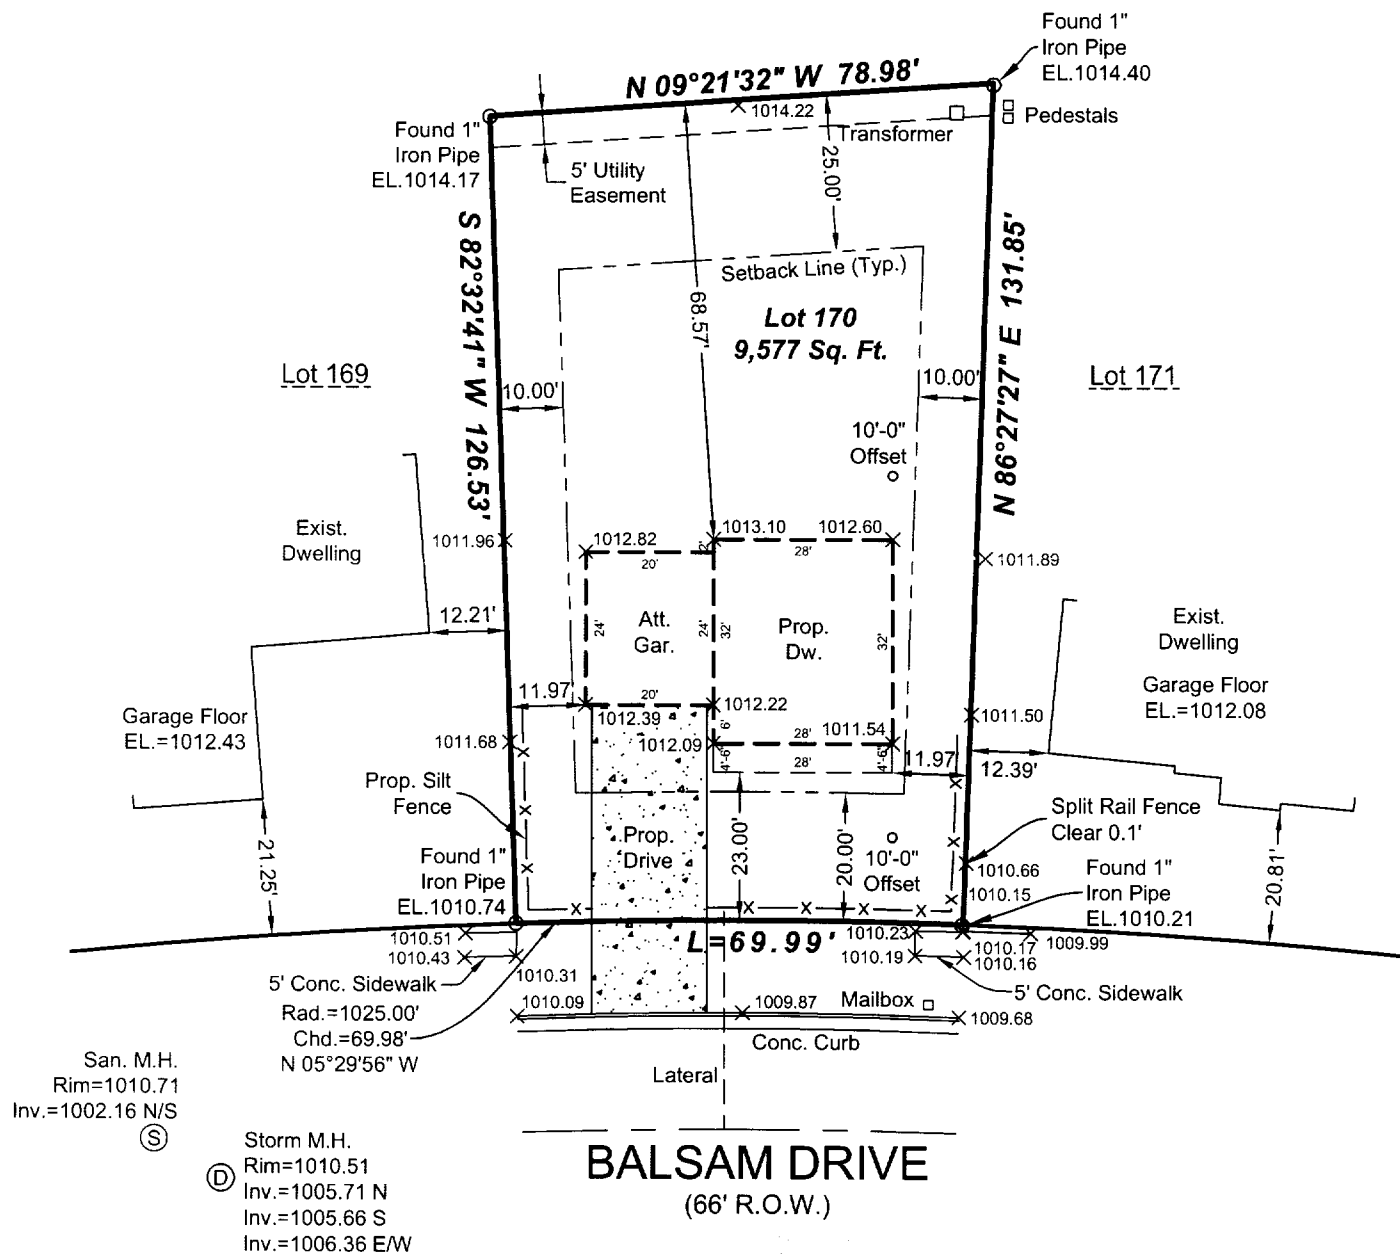 Found 1"
Iron Pipe
EL.1014.40
N 09°21'32" W 78.98'
1014.22
Transformer
Pedestals
Found 1"
Iron Pipe
EL.1014.17
5' Utility
Easement
25.00'
S 82°32'41" W 126.53'
N 86°27'27" E 131.85'
Setback Line (Typ.)
68.57'
Lot 170
9,577 Sq. Ft.
Lot 169
Lot 171
10.00'
10.00'
10'-0"
Offset
Exist.
Dwelling
1011.96
1012.82
1013.10
1012.60
2'
20'
28'
1011.89
12.21'
24'
Att.
Gar.
24'
32'
Prop.
Dw.
32'
Exist.
Dwelling
Garage Floor
EL.=1012.08
11.97'
20'
1012.39
1012.22
1011.50
Garage Floor
EL.=1012.43
1011.68
1012.09
6'
28'
1011.54
4'-6"
28'
4'-6"
11.97'
12.39'
Prop. Silt
Fence
Split Rail Fence
Clear 0.1'
21.25'
Prop.
Drive
23.00'
20.00'
10'-0"
Offset
20.81'
1010.66
1010.15
Found 1"
Iron Pipe
EL.1010.74
Found 1"
Iron Pipe
EL.1010.21
1010.51
L=69.99'
1010.23
1010.17
1009.99
1010.43
1010.19
1010.16
5' Conc. Sidewalk
1010.31
5' Conc. Sidewalk
Rad.=1025.00'
Chd.=69.98'
N 05°29'56" W
1010.09
1009.87
Mailbox
1009.68
Conc. Curb
Lateral
San. M.H.
Rim=1010.71
Inv.=1002.16 N/S
S
Storm M.H.
D
Rim=1010.51
Inv.=1005.71 N
Inv.=1005.66 S
Inv.=1006.36 E/W
BALSAM DRIVE
(66' R.O.W.)